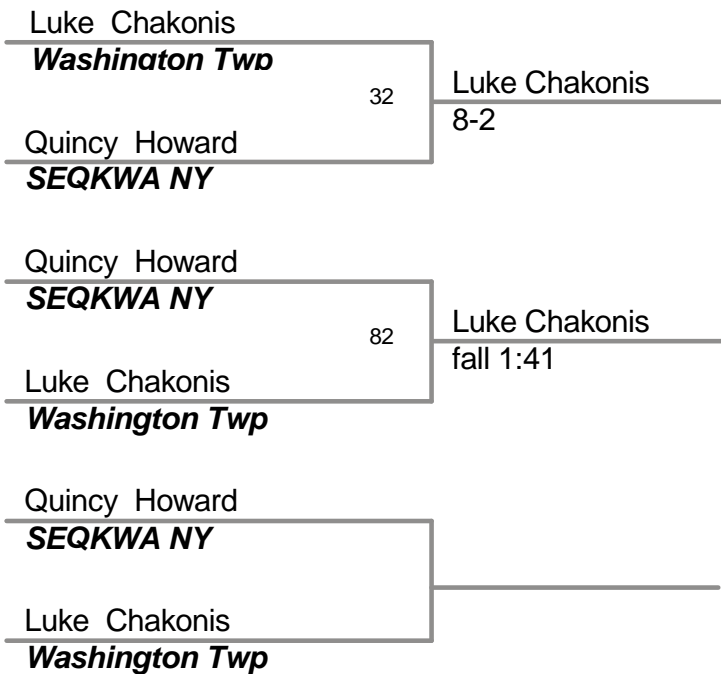 Luke Chakonis
Washington Twp
32
Luke Chakonis
8-2
Quincy Howard
SEQKWA NY
Quincy Howard
SEQKWA NY
82
Luke Chakonis
fall 1:41
Luke Chakonis
Washington Twp
Quincy Howard
SEQKWA NY
Luke Chakonis
Washington Twp